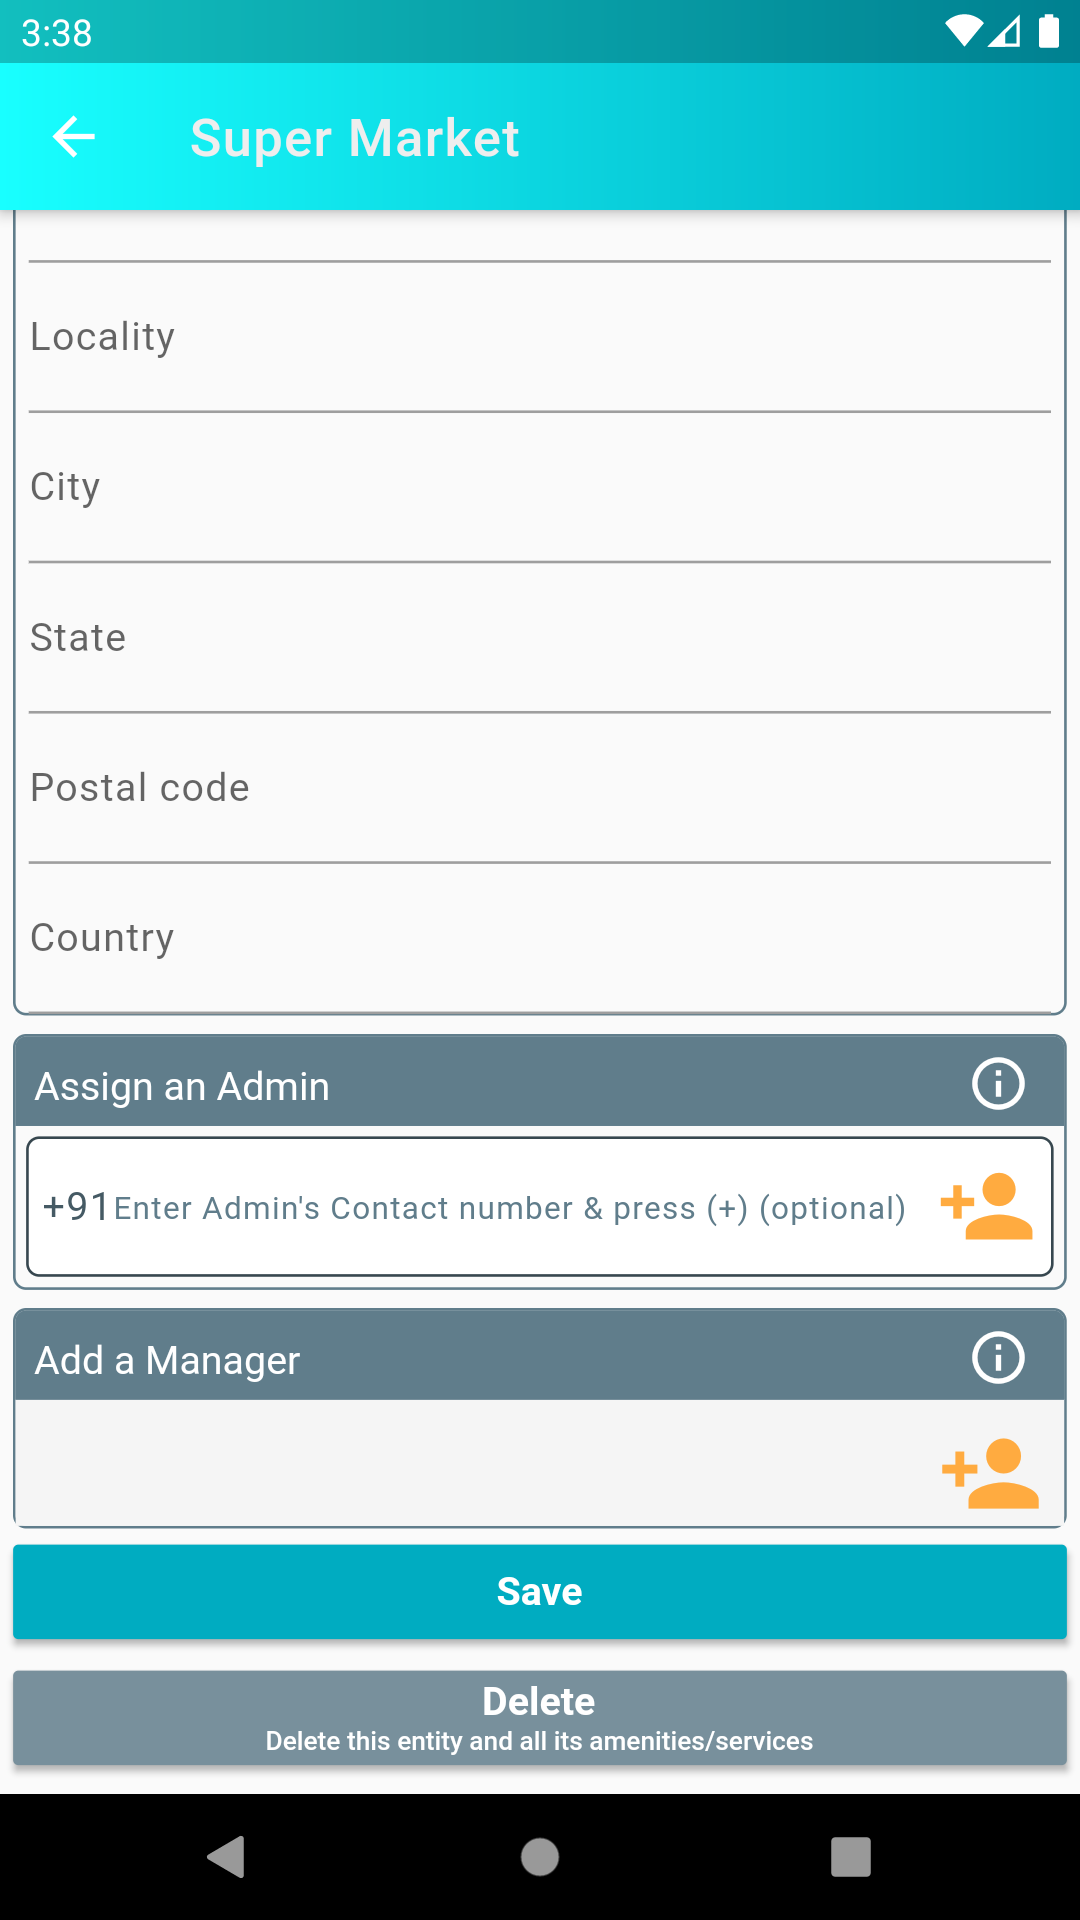 3:38
Super Market
Locality
City
State
Postal code
Country
Assign an Admin
+91 Enter Admin's Contact number & press (+) (optional)
Add a Manager
Save
Delete
Delete this entity and all its amenities/services